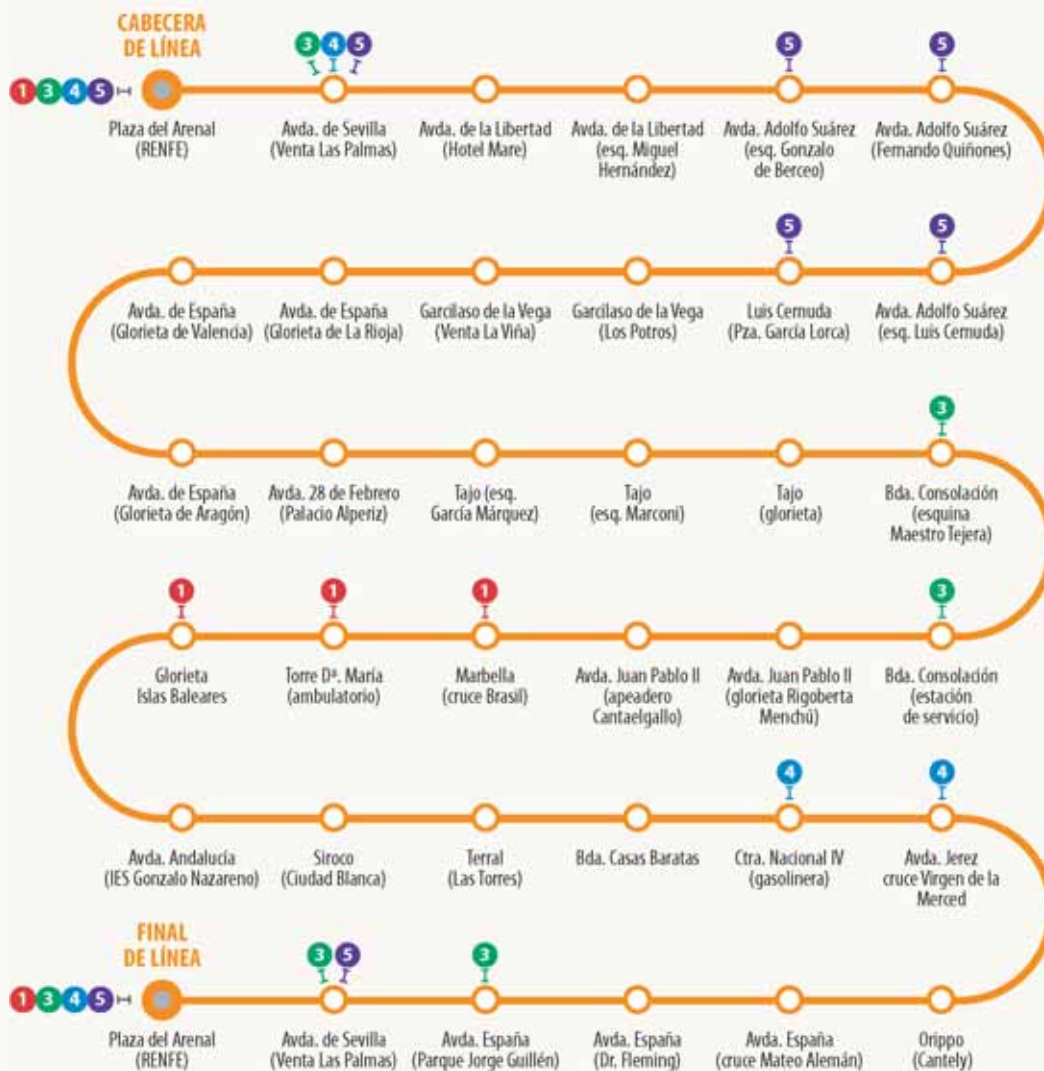 CABECERA
DE LÍNEA
3 4 5
5
5
1 3 4 5
Plaza del Arenal
(RENFE)
Avda. de Sevilla
(Venta Las Palmas)
Avda. de la Libertad
(Hotel Mare)
Avda. de la Libertad
(esq. Miguel
Hernández)
Avda. Adolfo Suárez
(esq. Gonzalo
de Berceo)
Avda. Adolfo Suárez
(Fernando Quiñones)
5
5
Avda. de España
(Glorieta de Valencia)
Avda. de España
(Glorieta de La Rioja)
Garcilaso de la Vega
(Venta La Viña)
Garcilaso de la Vega
(Los Potros)
Luis Cernuda
(Pza. García Lorca)
Avda. Adolfo Suárez
(esq. Luis Cernuda)
3
Avda. de España
(Glorieta de Aragón)
Avda. 28 de Febrero
(Palacio Alperiz)
Tajo (esq.
García Márquez)
Tajo
(esq. Marconi)
Tajo
(glorieta)
Bda. Consolación
(esquina
Maestro Tejera)
1
1
1
3
Glorieta
Islas Baleares
Torre Dª. María
(ambulatorio)
Marbella
(cruce Brasil)
Avda. Juan Pablo II
(apeadero
Cantaelgallo)
Avda. Juan Pablo II
(glorieta Rigoberta
Menchú)
Bda. Consolación
(estación
de servicio)
4
4
Avda. Andalucía
(IES Gonzalo Nazareno)
Siroco
(Ciudad Blanca)
Terral
(Las Torres)
Bda. Casas Baratas
Ctra. Nacional IV
(gasolinera)
Avda. Jerez
cruce Virgen de la
Merced
FINAL
DE LÍNEA
3 5
3
1 3 4 5
Plaza del Arenal
(RENFE)
Avda. de Sevilla
(Venta Las Palmas)
Avda. España
(Parque Jorge Guillén)
Avda. España
(Dr. Fleming)
Avda. España
(cruce Mateo Alemán)
Orippo
(Cantely)